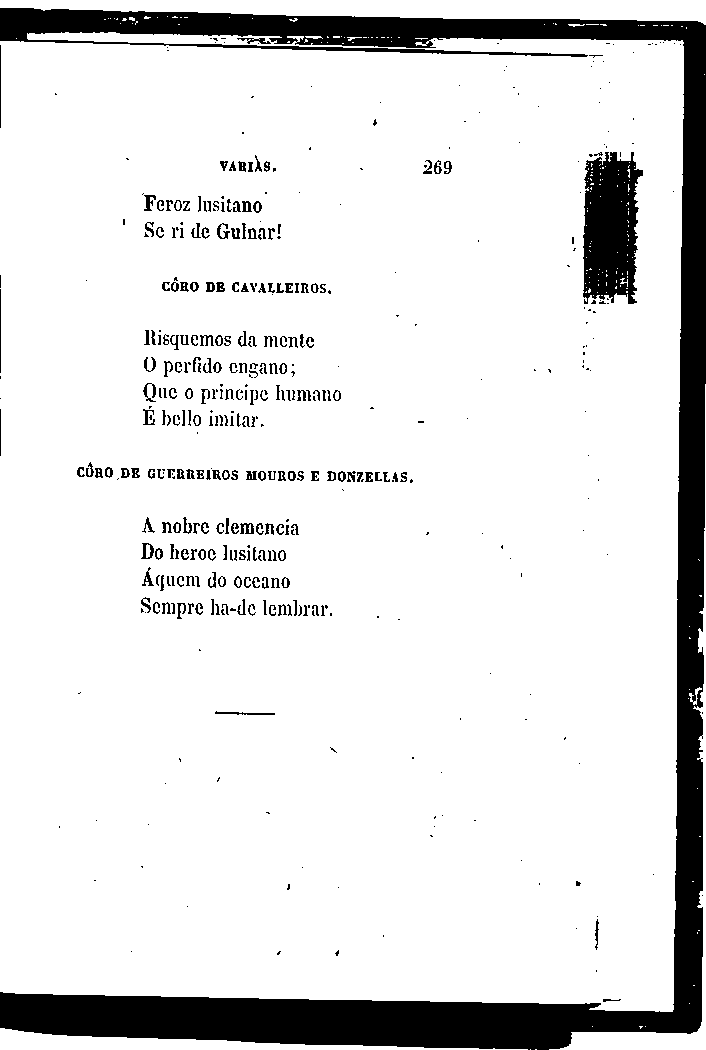 VARIAS. 269
Feroz lusitano
Se ri de Gulnar!
CÔRO DE CAVALLEIROS.
Risquemos da mente
O perfido engano;
Que o principe humano
É bello imitar.
CÔRO DE GUERREIROS MOUROS E DONZELLAS.
A nobre clemencia
Do heroe lusitano
Áquem do oceano
Sempre ha-de lembrar.